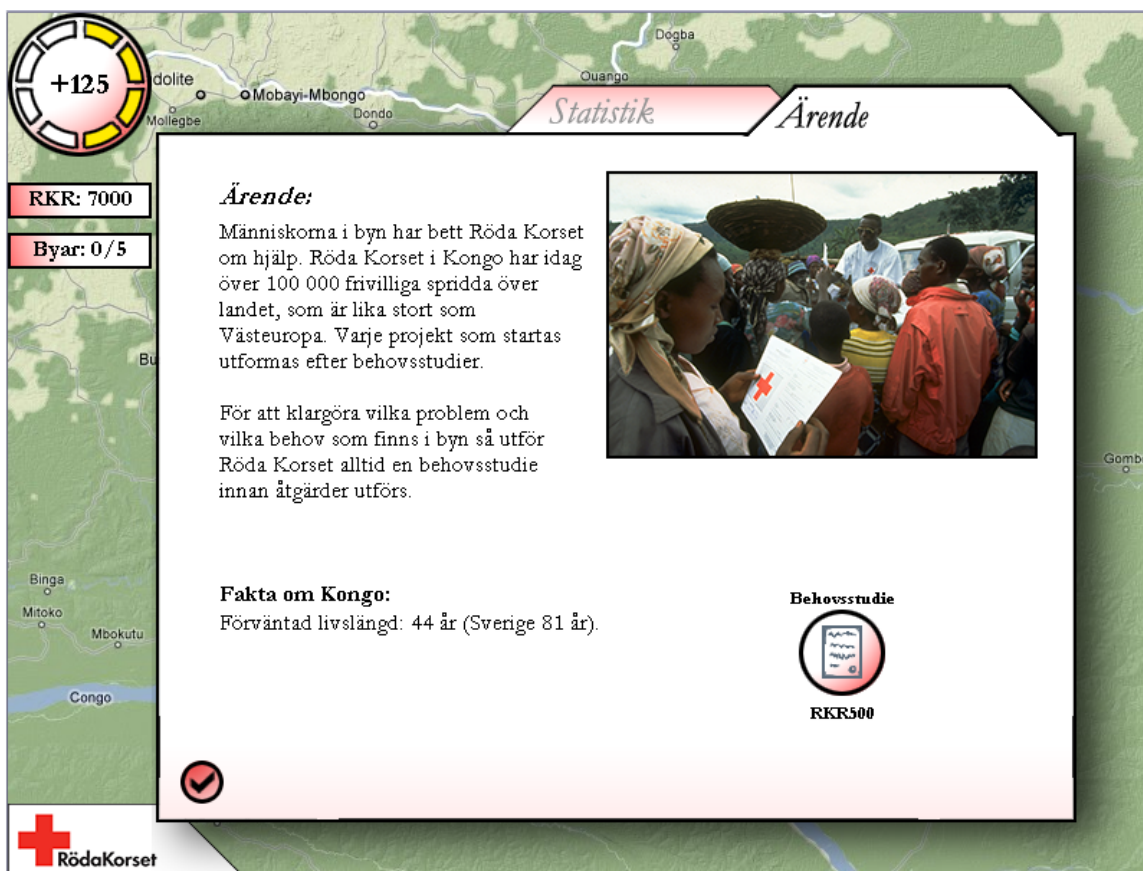 Dogba
Ouango
+125
dolite
Mobayi-Mbongo
Mollegbe
Dondo
Statistik
Ärende
RKR: 7000
Byar: 0/5
Ärende:
Människorna i byn har bett Röda Korset
om hjälp. Röda Korset i Kongo har idag
över 100 000 frivilliga spridda över
landet, som är lika stort som
Västeuropa. Varje projekt som startas
utformas efter behovsstudier.
För att klargöra vilka problem och
vilka behov som finns i byn så utför
Röda Korset alltid en behovsstudie
innan åtgärder utförs.
Bu
Gomb
Fakta om Kongo:
Förväntad livslängd: 44 år (Sverige 81 år).
Behovsstudie
RKR500
Binga
Mitoko
Mbokutu
Congo
RödaKorset